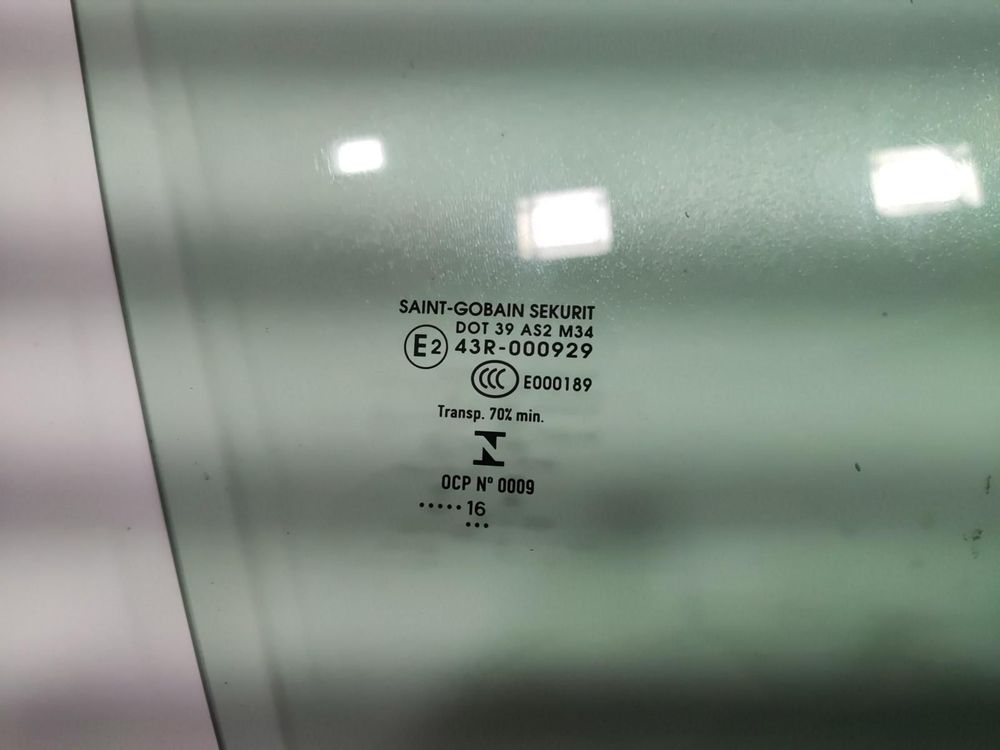 SAINT-GOBAIN SEKURIT
DOT 39 AS2 M34
E2 43R-000929
CCC E000189
Transp. 70% min.
N
OCP Nº 0009
..... 16
...